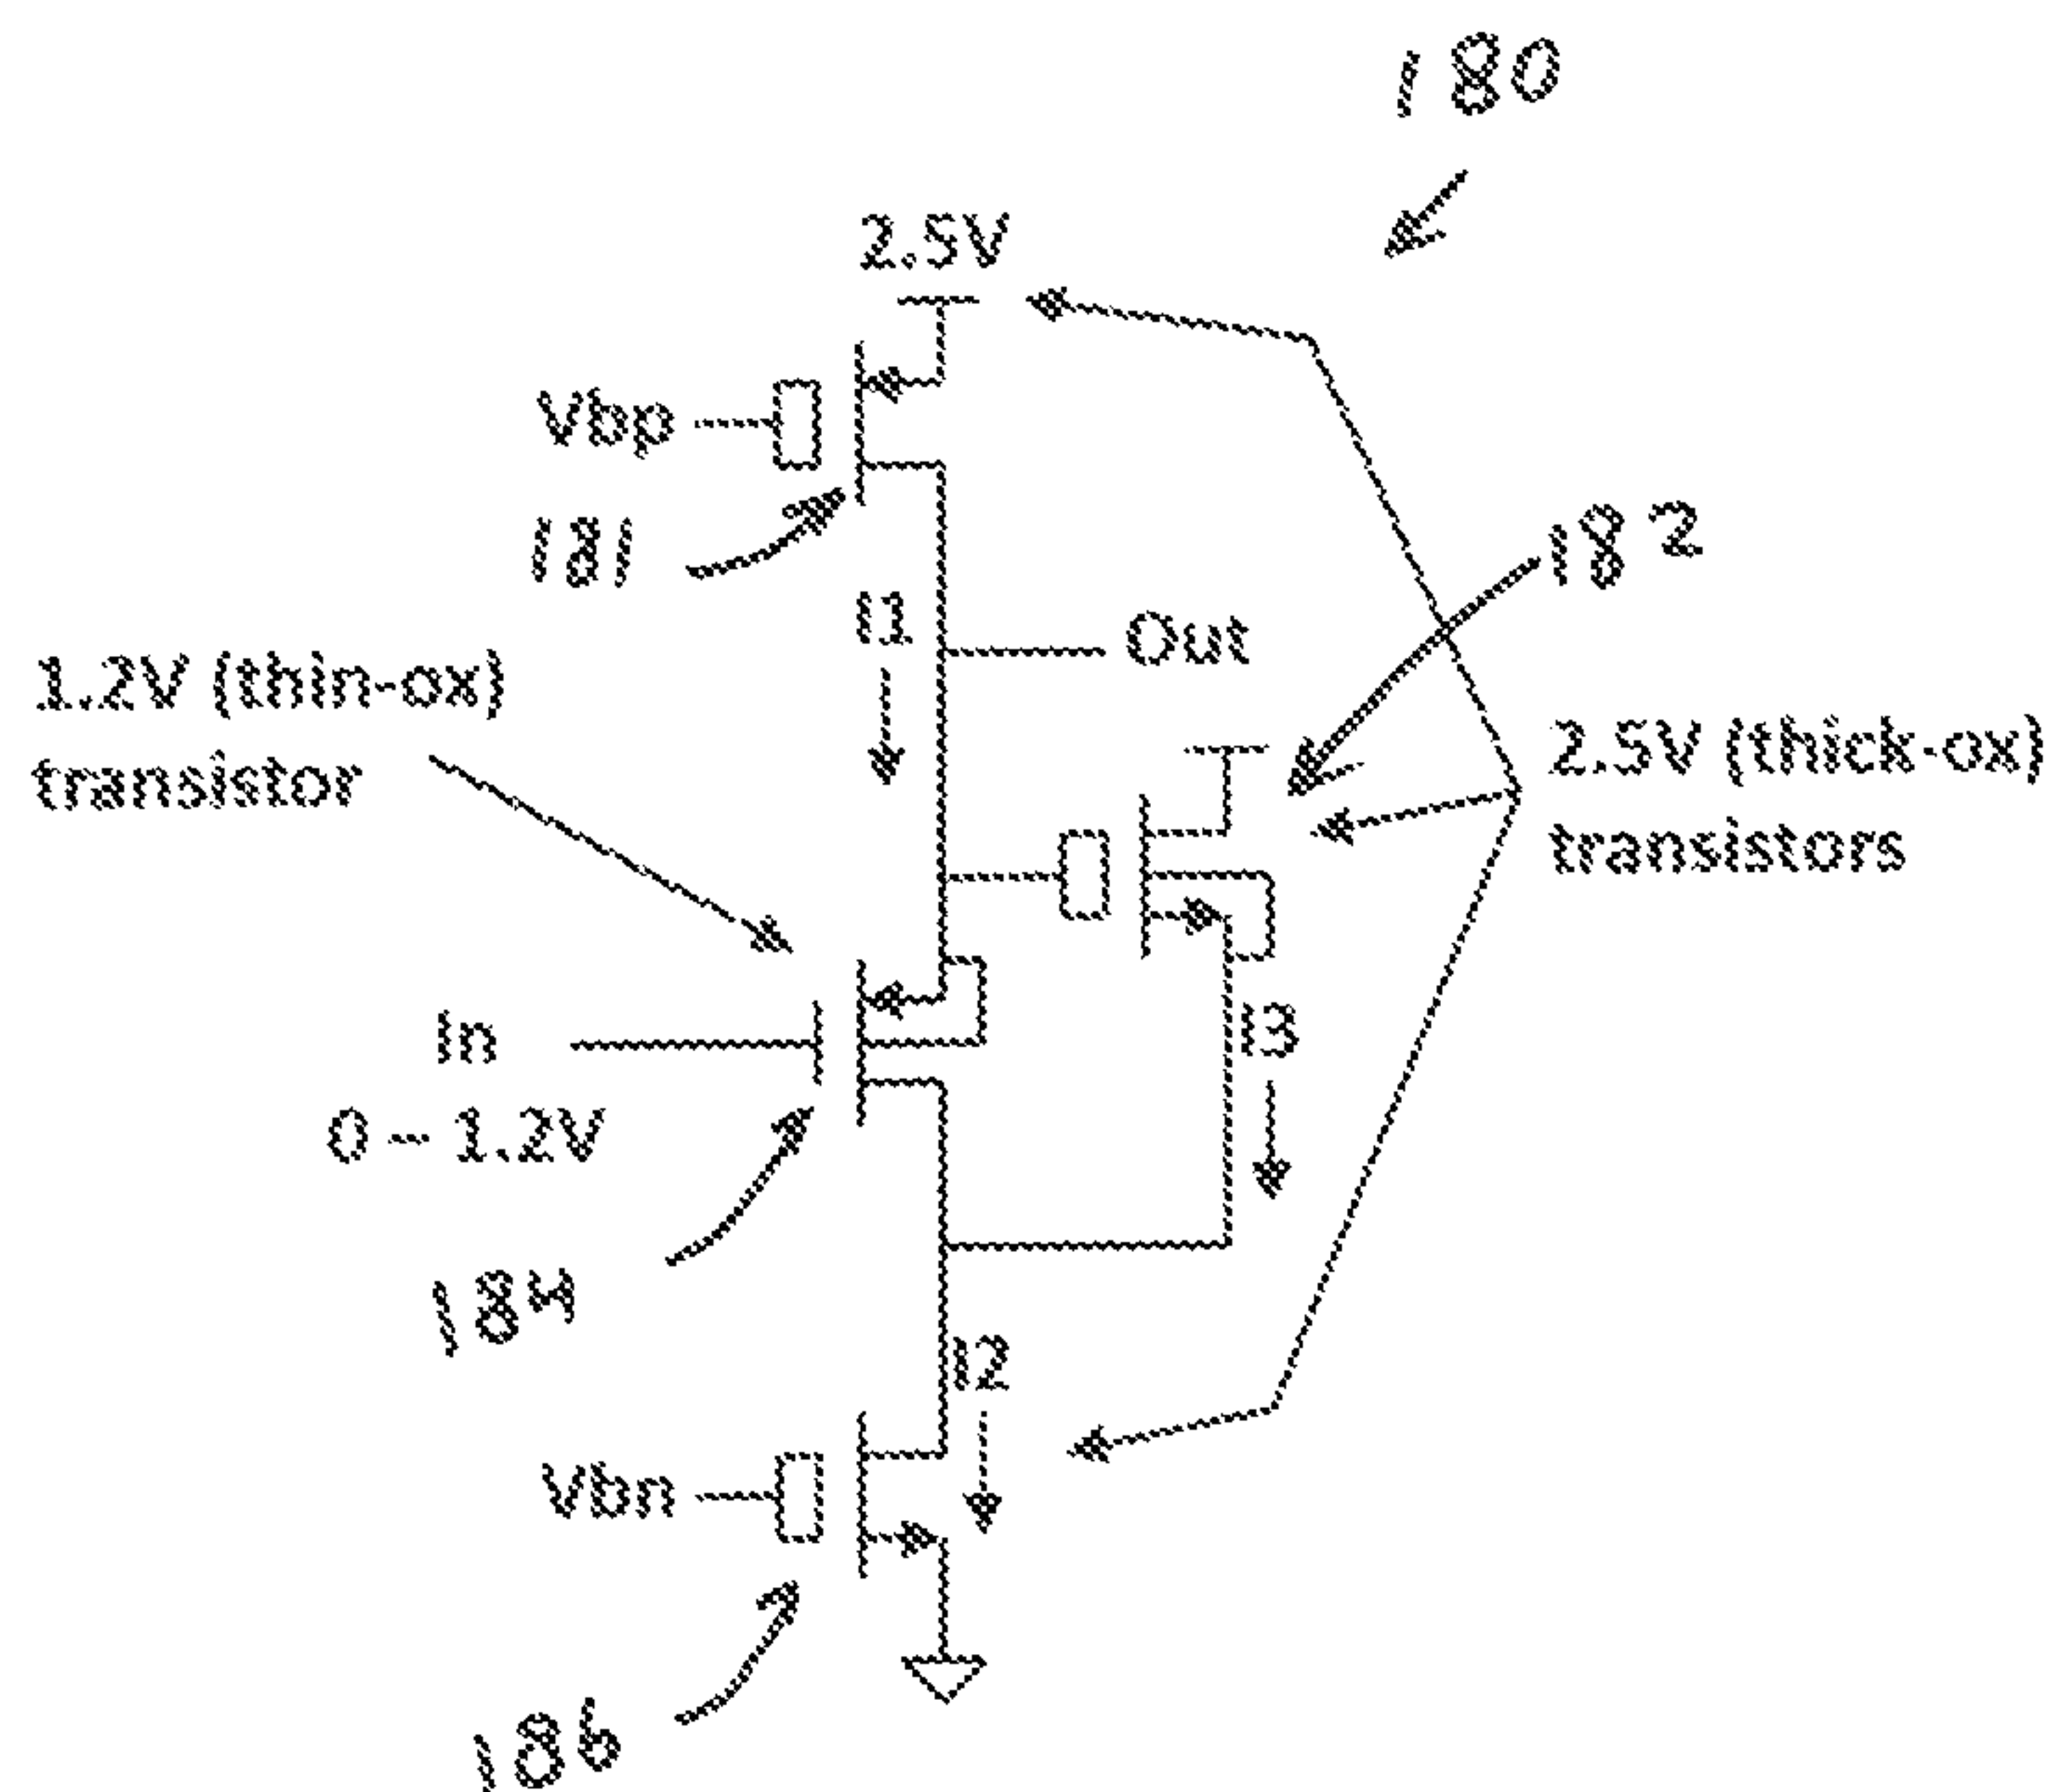 180
2.5V
Vbp
181
182
I1
Out
1.2V (thin-ox)
transistor
2.5V (thick-ox)
transistors
In
0 – 1.2V
I3
184
I2
Vbn
186